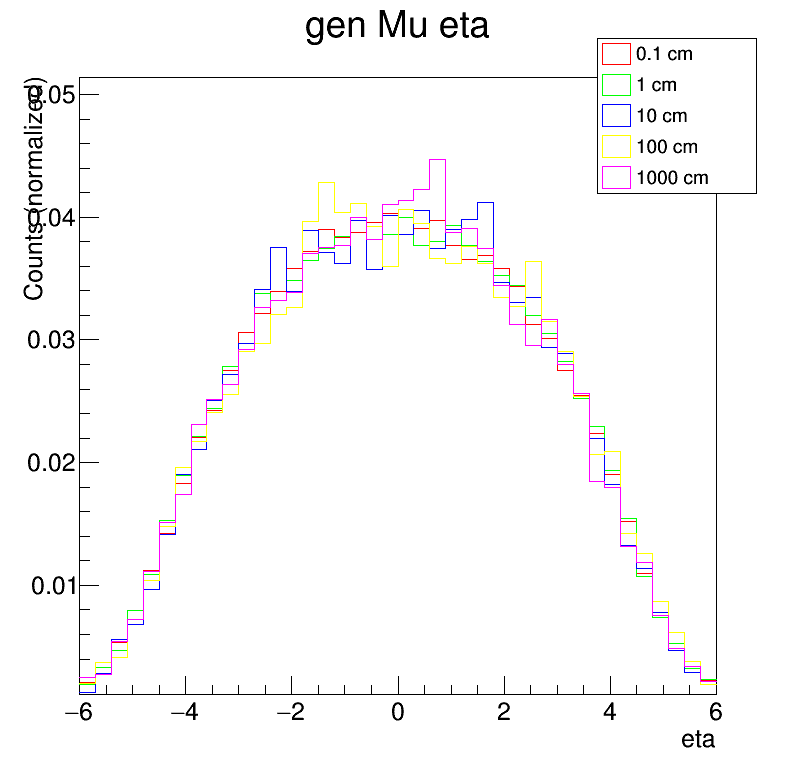 gen Mu eta
Counts (normalized)
0.05
0.04
0.03
0.02
0.01
−6
−4
−2
0
2
4
6
eta
0.1 cm
1 cm
10 cm
100 cm
1000 cm